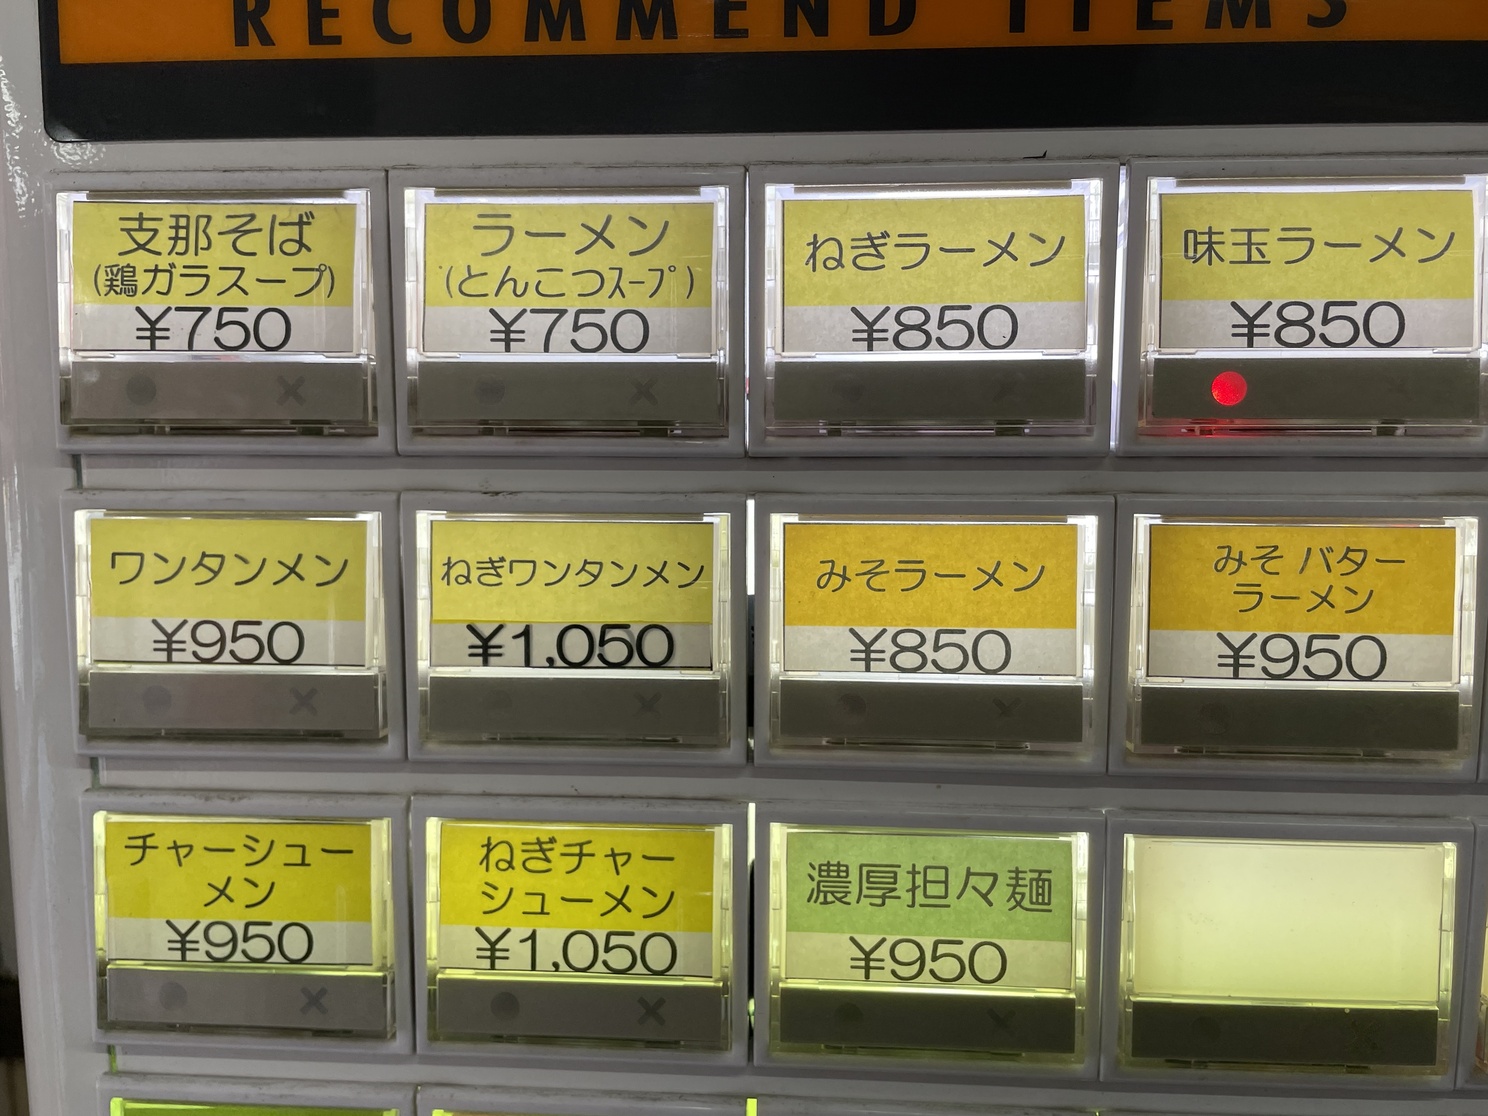 RECOMMEND ITEMS
支那そば
(鶏ガラスープ)
¥750
ラーメン
(とんこつｽｰﾌﾟ)
¥750
ねぎラーメン
¥850
味玉ラーメン
¥850
ワンタンメン
¥950
ねぎワンタンメン
¥1,050
みそラーメン
¥850
みそ バター
ラーメン
¥950
チャーシュー
メン
¥950
ねぎチャー
シューメン
¥1,050
濃厚担々麺
¥950